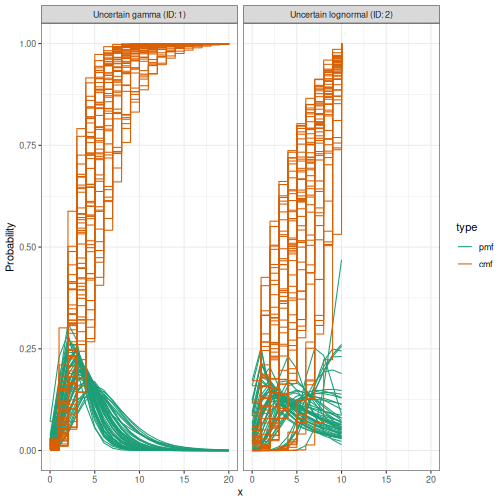 Uncertain gamma (ID: 1) Uncertain lognormal (ID: 2)
1.00
0.75
0.50
0.25
0.00
Probability
0 5 10 15 20 0 5 10 15 20
x
type
pmf
cmf